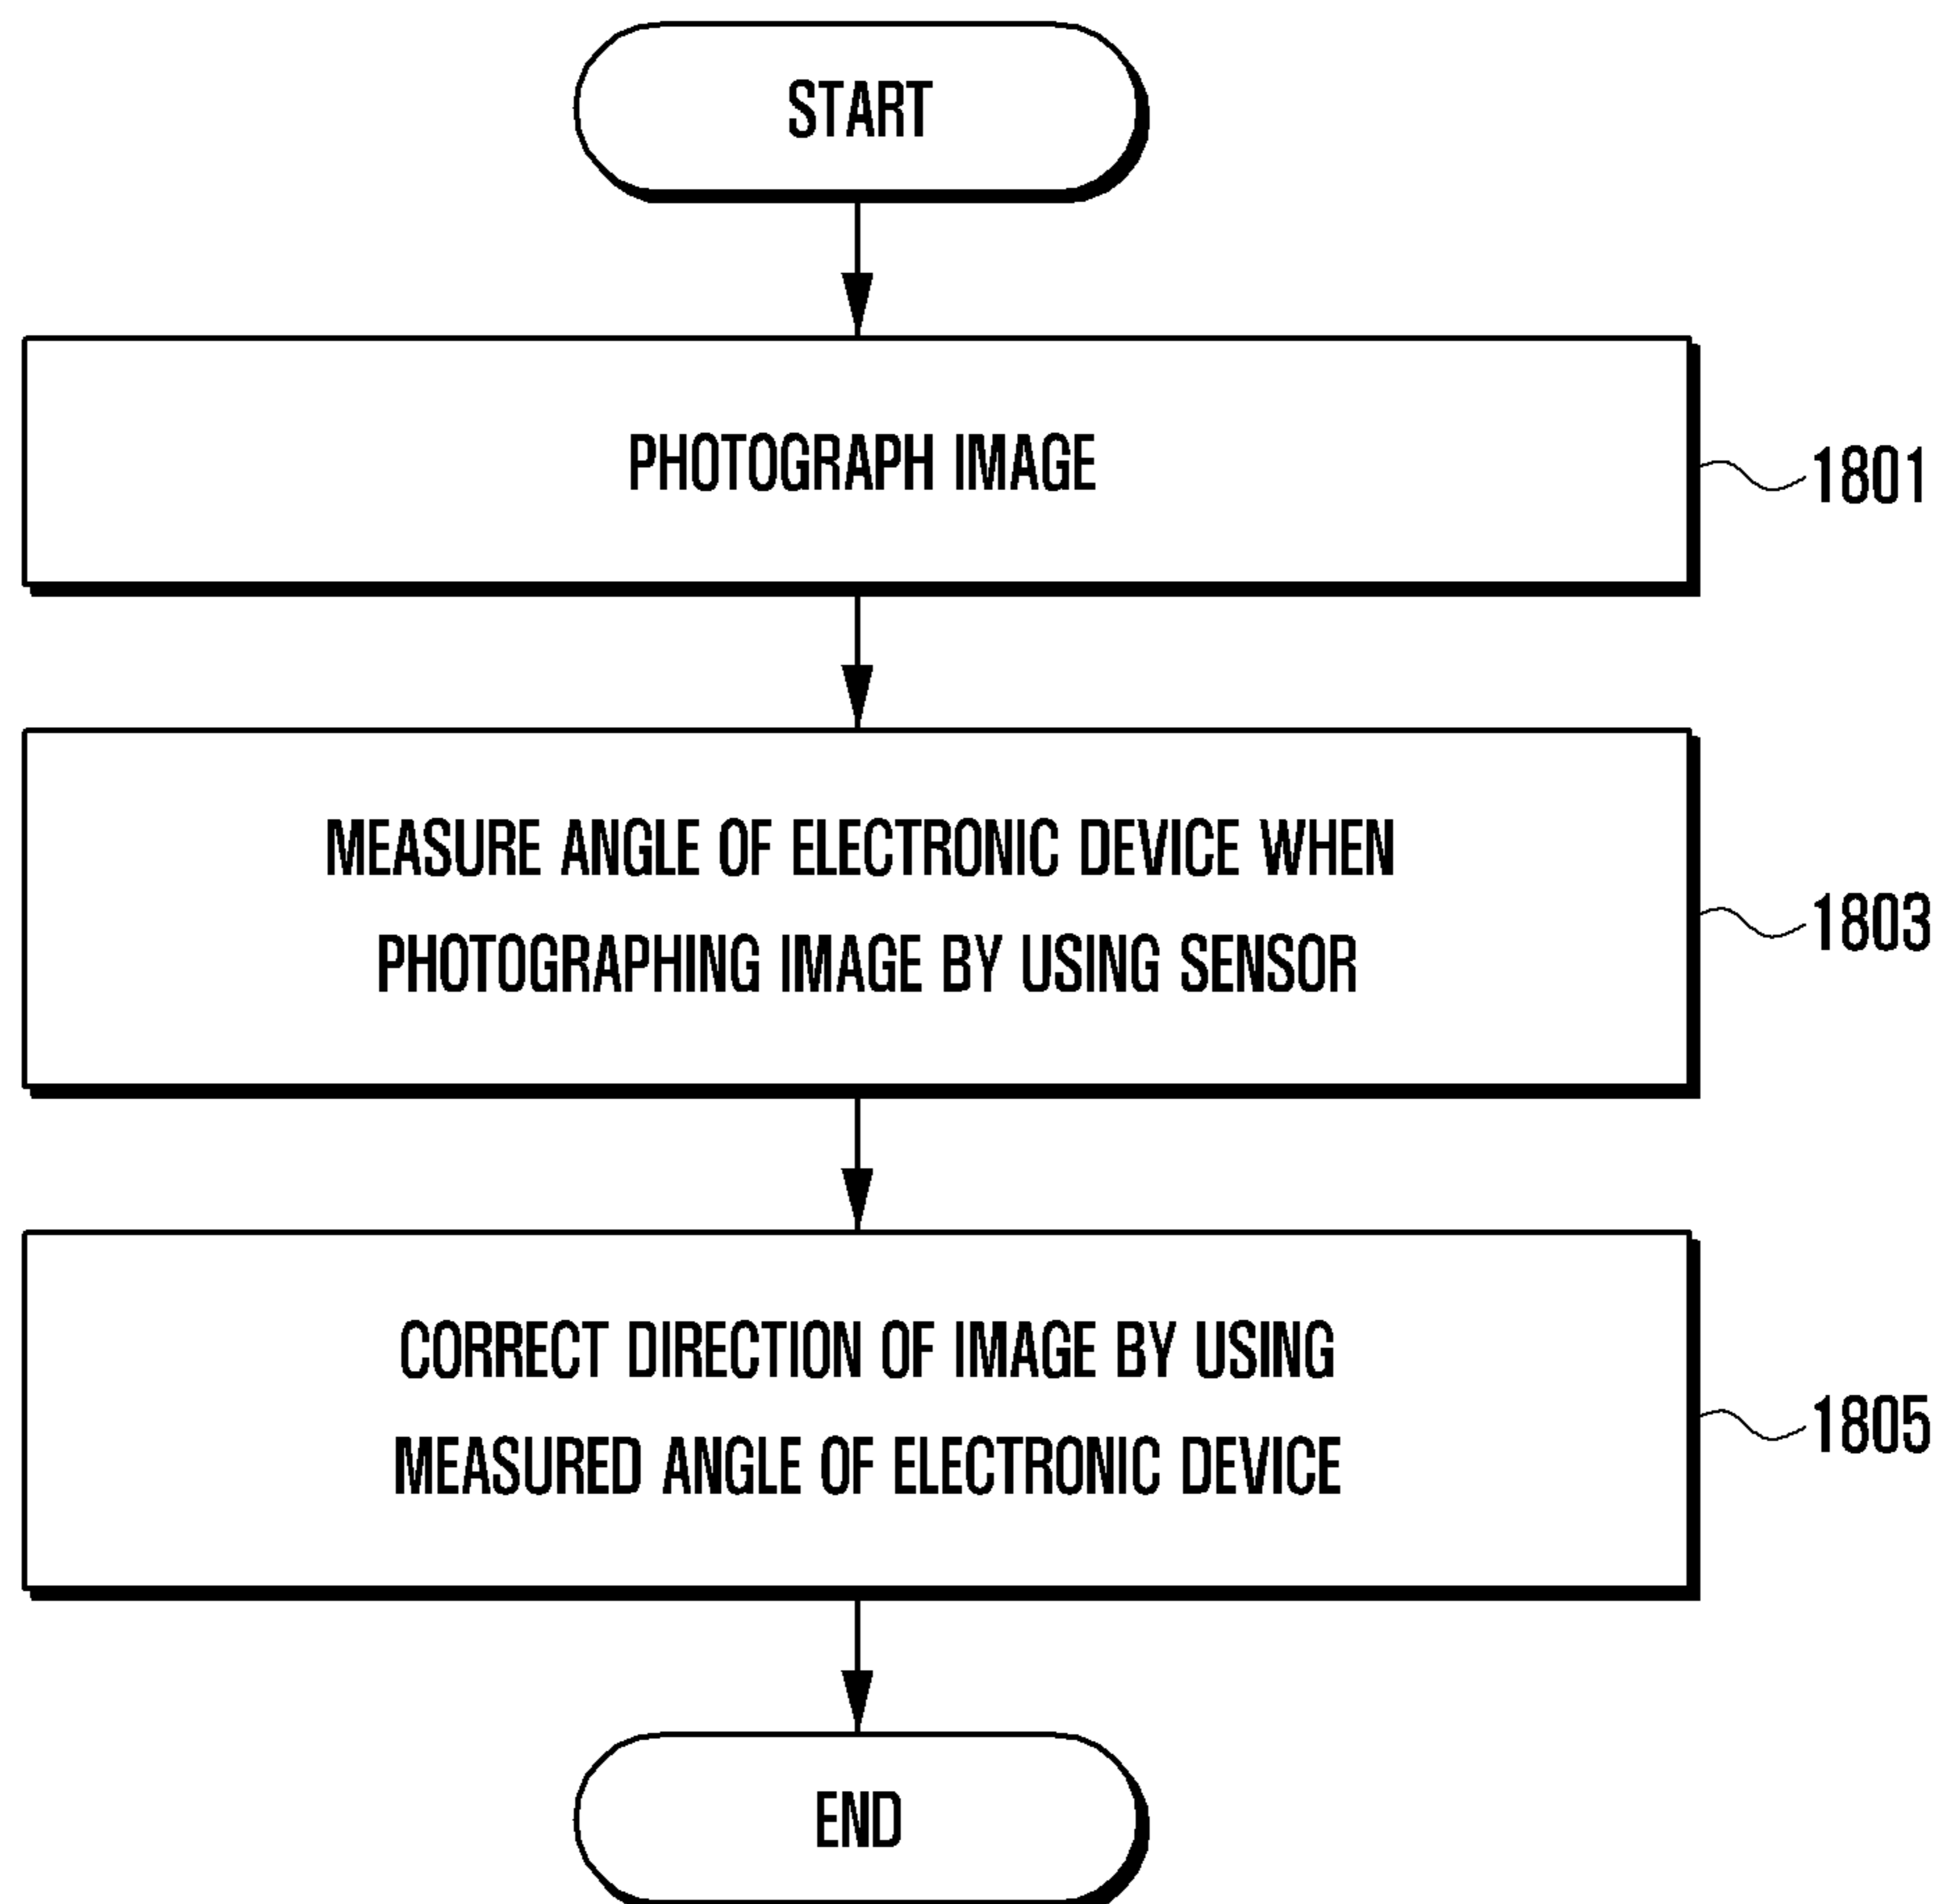 START
PHOTOGRAPH IMAGE
1801
MEASURE ANGLE OF ELECTRONIC DEVICE WHEN
PHOTOGRAPHING IMAGE BY USING SENSOR
1803
CORRECT DIRECTION OF IMAGE BY USING
MEASURED ANGLE OF ELECTRONIC DEVICE
1805
END